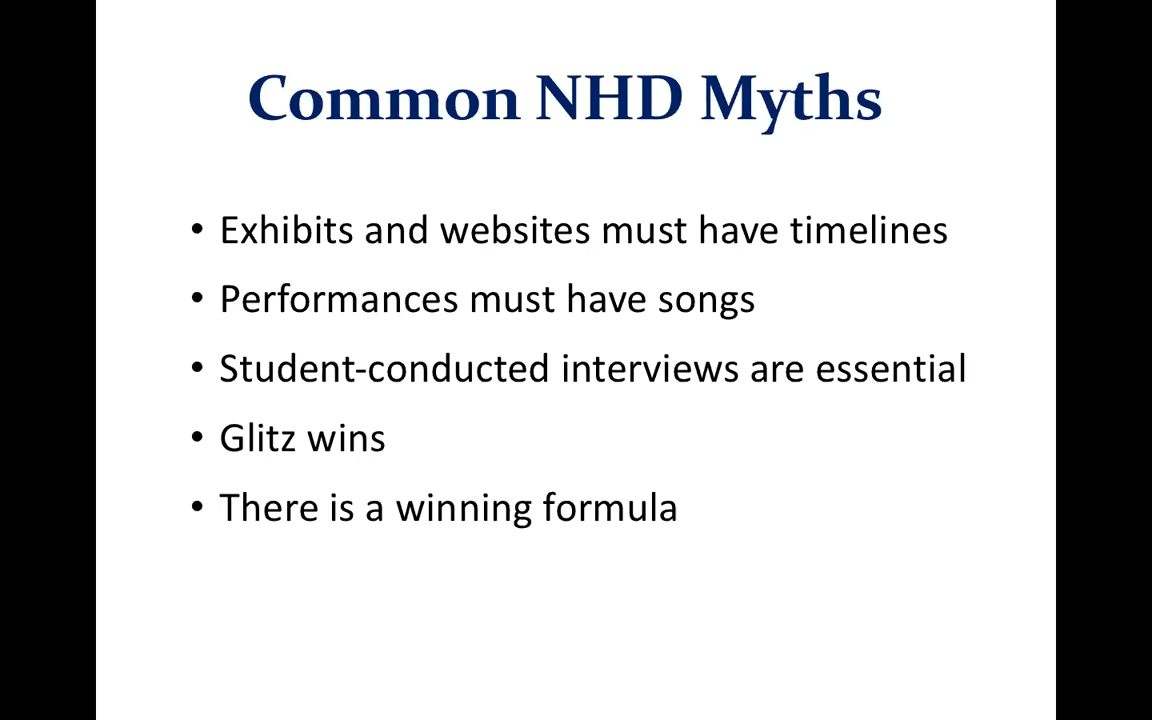 Common NHD Myths
• Exhibits and websites must have timelines
• Performances must have songs
• Student-conducted interviews are essential
• Glitz wins
• There is a winning formula